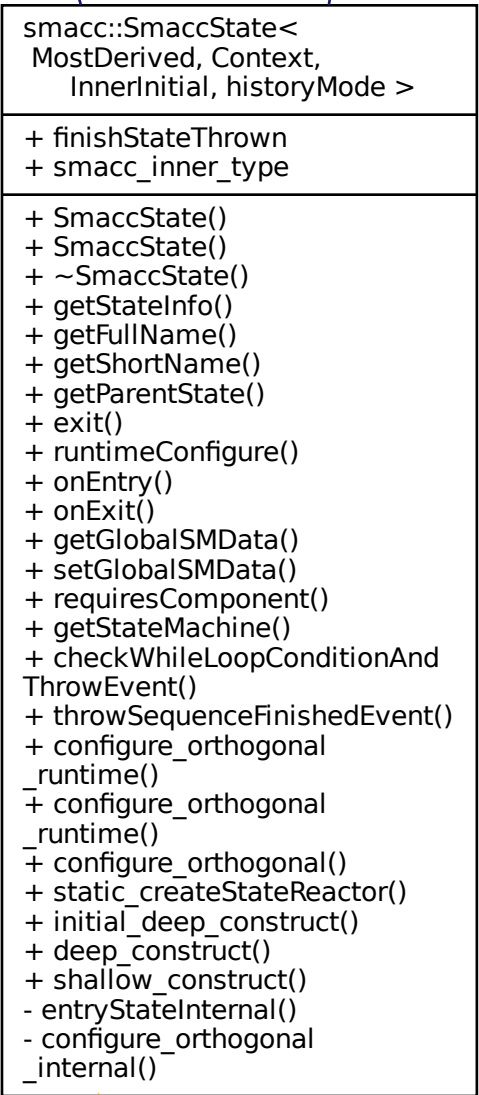 smacc::SmaccState<
MostDerived, Context,
InnerInitial, historyMode >
+ finishStateThrown
+ smacc_inner_type
+ SmaccState()
+ SmaccState()
+ ~SmaccState()
+ getStateInfo()
+ getFullName()
+ getShortName()
+ getParentState()
+ exit()
+ runtimeConfigure()
+ onEntry()
+ onExit()
+ getGlobalSMData()
+ setGlobalSMData()
+ requiresComponent()
+ getStateMachine()
+ checkWhileLoopConditionAnd
ThrowEvent()
+ throwSequenceFinishedEvent()
+ configure_orthogonal
_runtime()
+ configure_orthogonal
_runtime()
+ configure_orthogonal()
+ static_createStateReactor()
+ initial_deep_construct()
+ deep_construct()
+ shallow_construct()
- entryStateInternal()
- configure_orthogonal
_internal()